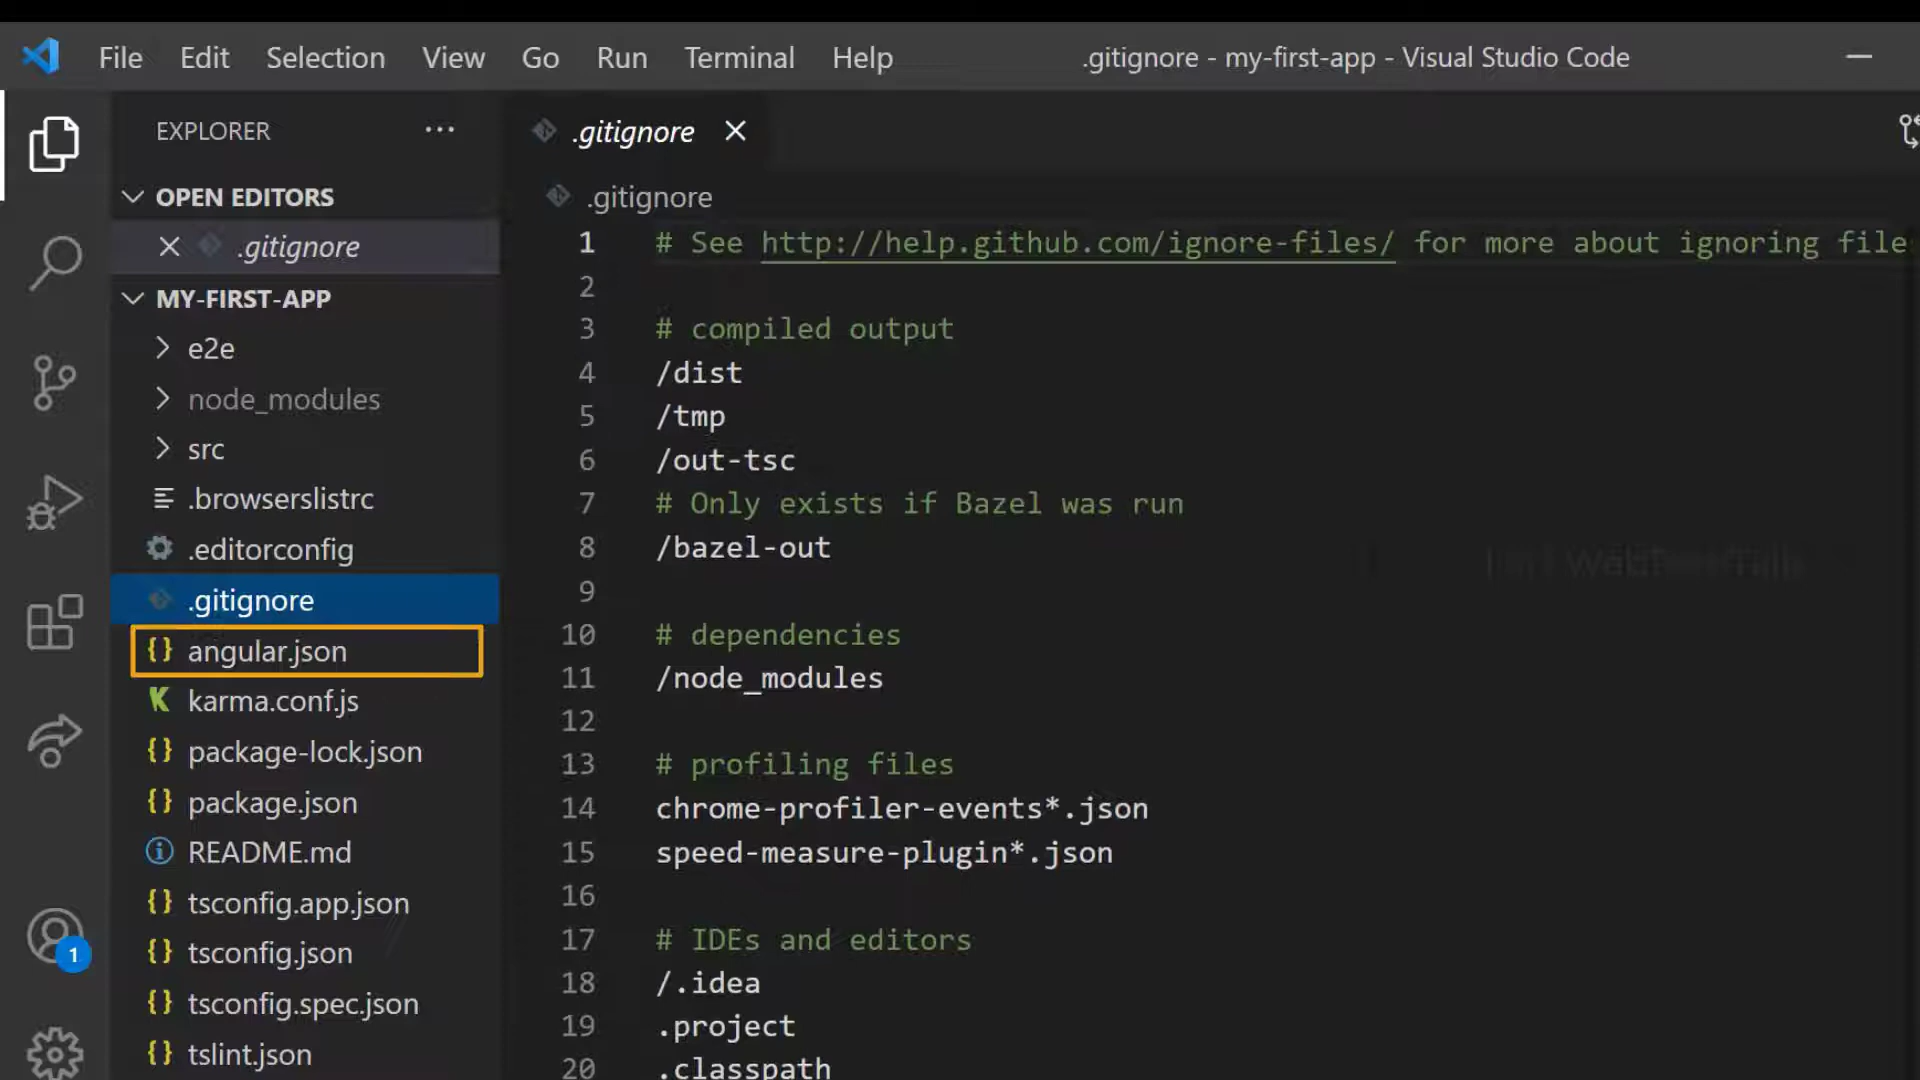 File Edit Selection View Go Run Terminal Help .gitignore - my-first-app - Visual Studio Code
EXPLORER
OPEN EDITORS
.gitignore
MY-FIRST-APP
e2e
node_modules
src
.browserslistrc
.editorconfig
.gitignore
angular.json
karma.conf.js
package-lock.json
package.json
README.md
tsconfig.app.json
tsconfig.json
tsconfig.spec.json
tslint.json
1
.gitignore
.gitignore
1 # See http://help.github.com/ignore-files/ for more about ignoring file
2
3 # compiled output
4 /dist
5 /tmp
6 /out-tsc
7 # Only exists if Bazel was run
8 /bazel-out
9
10 # dependencies
11 /node_modules
12
13 # profiling files
14 chrome-profiler-events*.json
15 speed-measure-plugin*.json
16
17 # IDEs and editors
18 /.idea
19 .project
20 .classpath